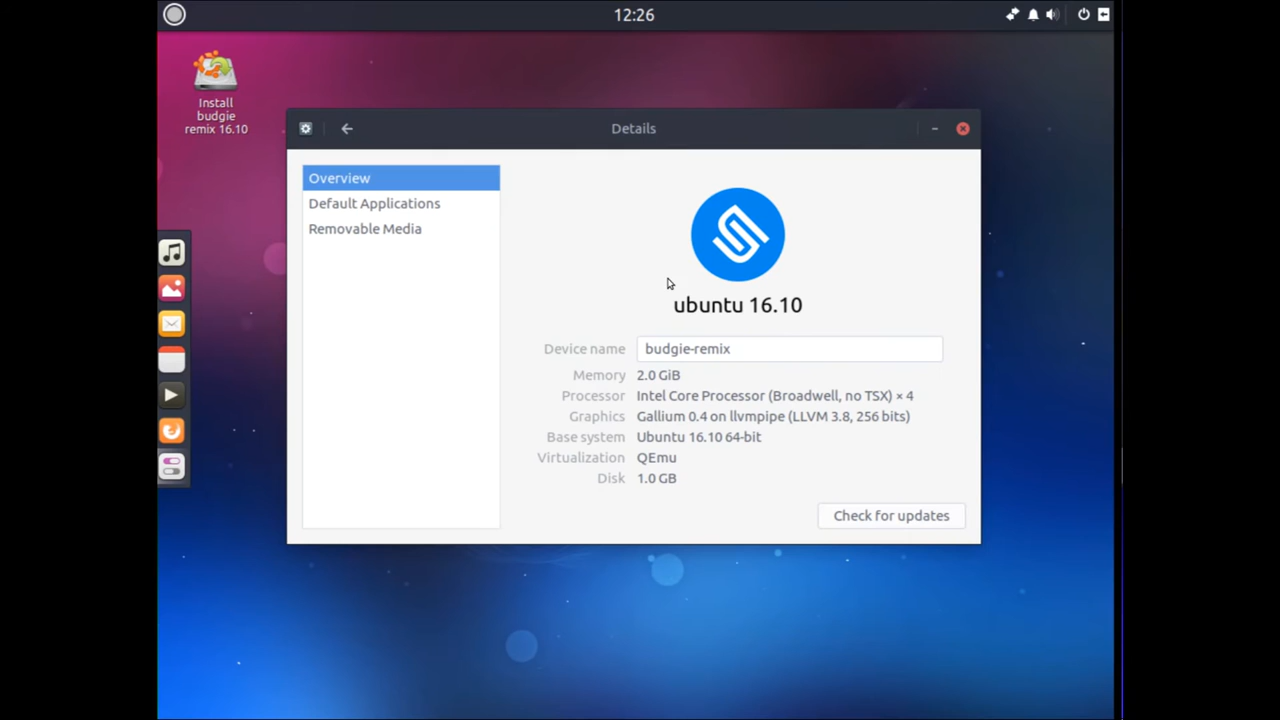 12:26
Install
budgie
remix 16.10
Details
Overview
Default Applications
Removable Media
ubuntu 16.10
Device name budgie-remix
Memory 2.0 GiB
Processor Intel Core Processor (Broadwell, no TSX) × 4
Graphics Gallium 0.4 on llvmpipe (LLVM 3.8, 256 bits)
Base system Ubuntu 16.10 64-bit
Virtualization QEmu
Disk 1.0 GB
Check for updates